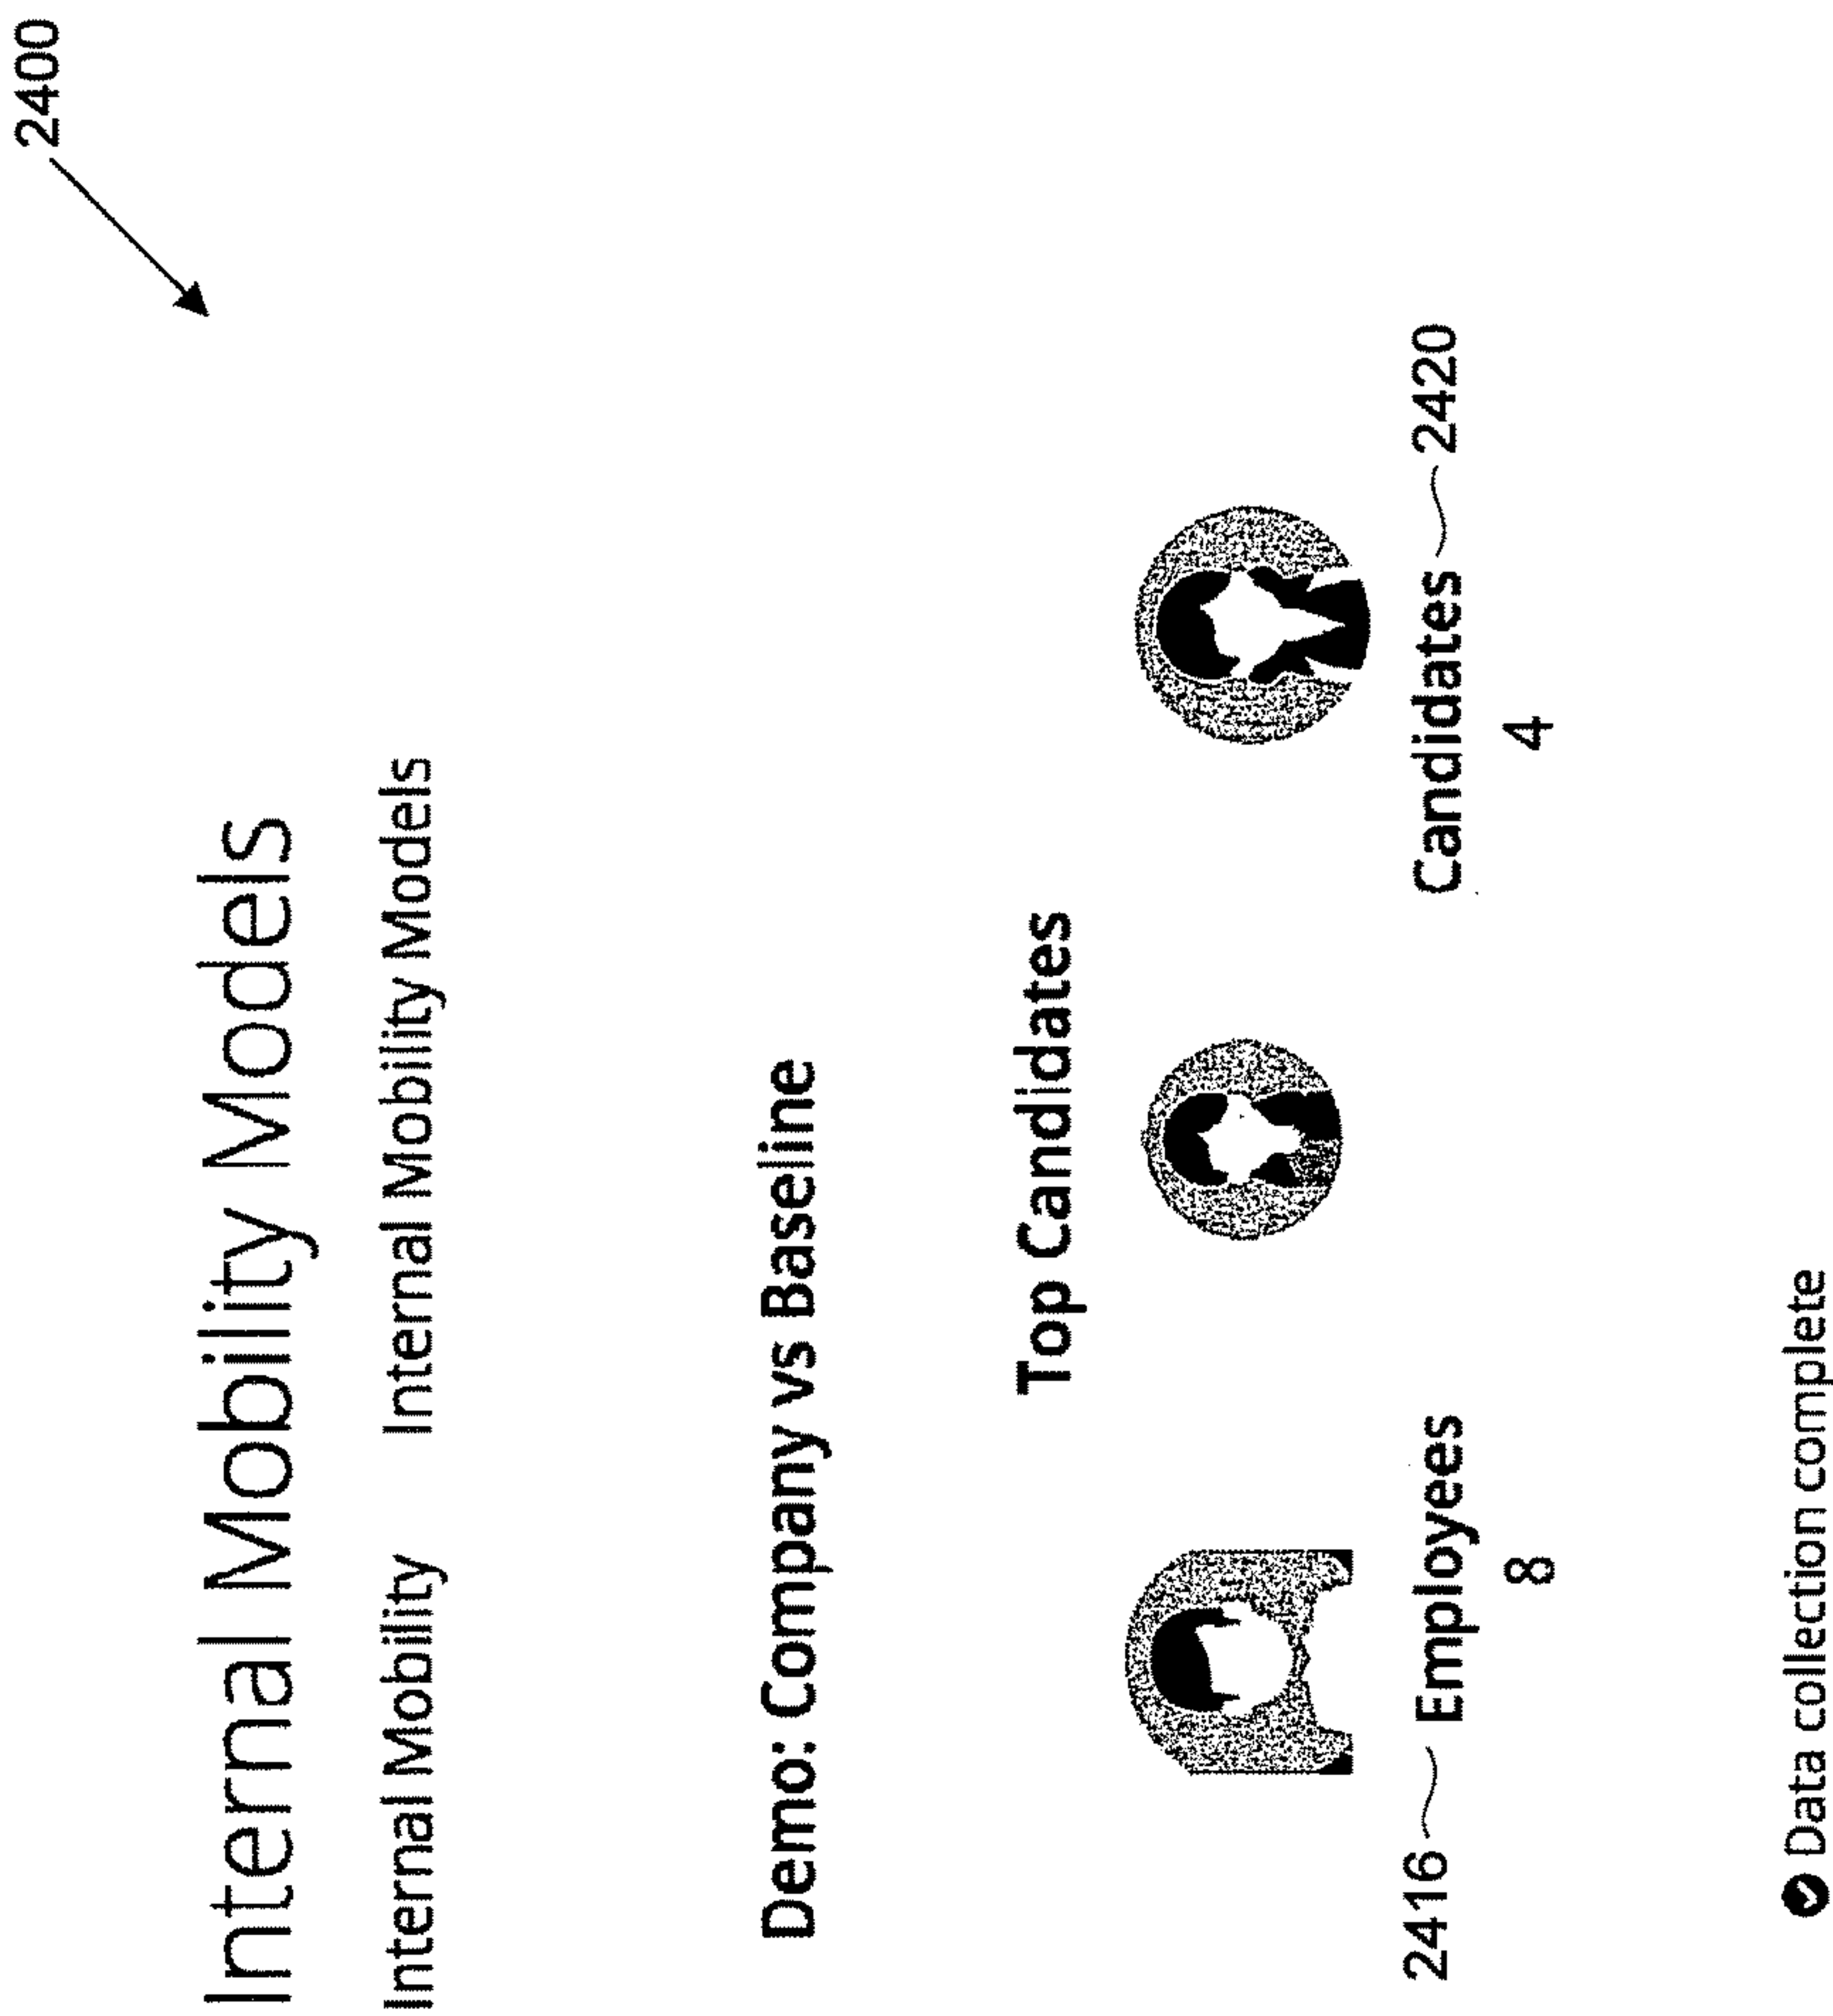 2400
Internal Mobility Models
Internal Mobility Internal Mobility Models
Demo: Company vs Baseline
Top Candidates
2416 Employees Candidates 2420
8 4
Data collection complete